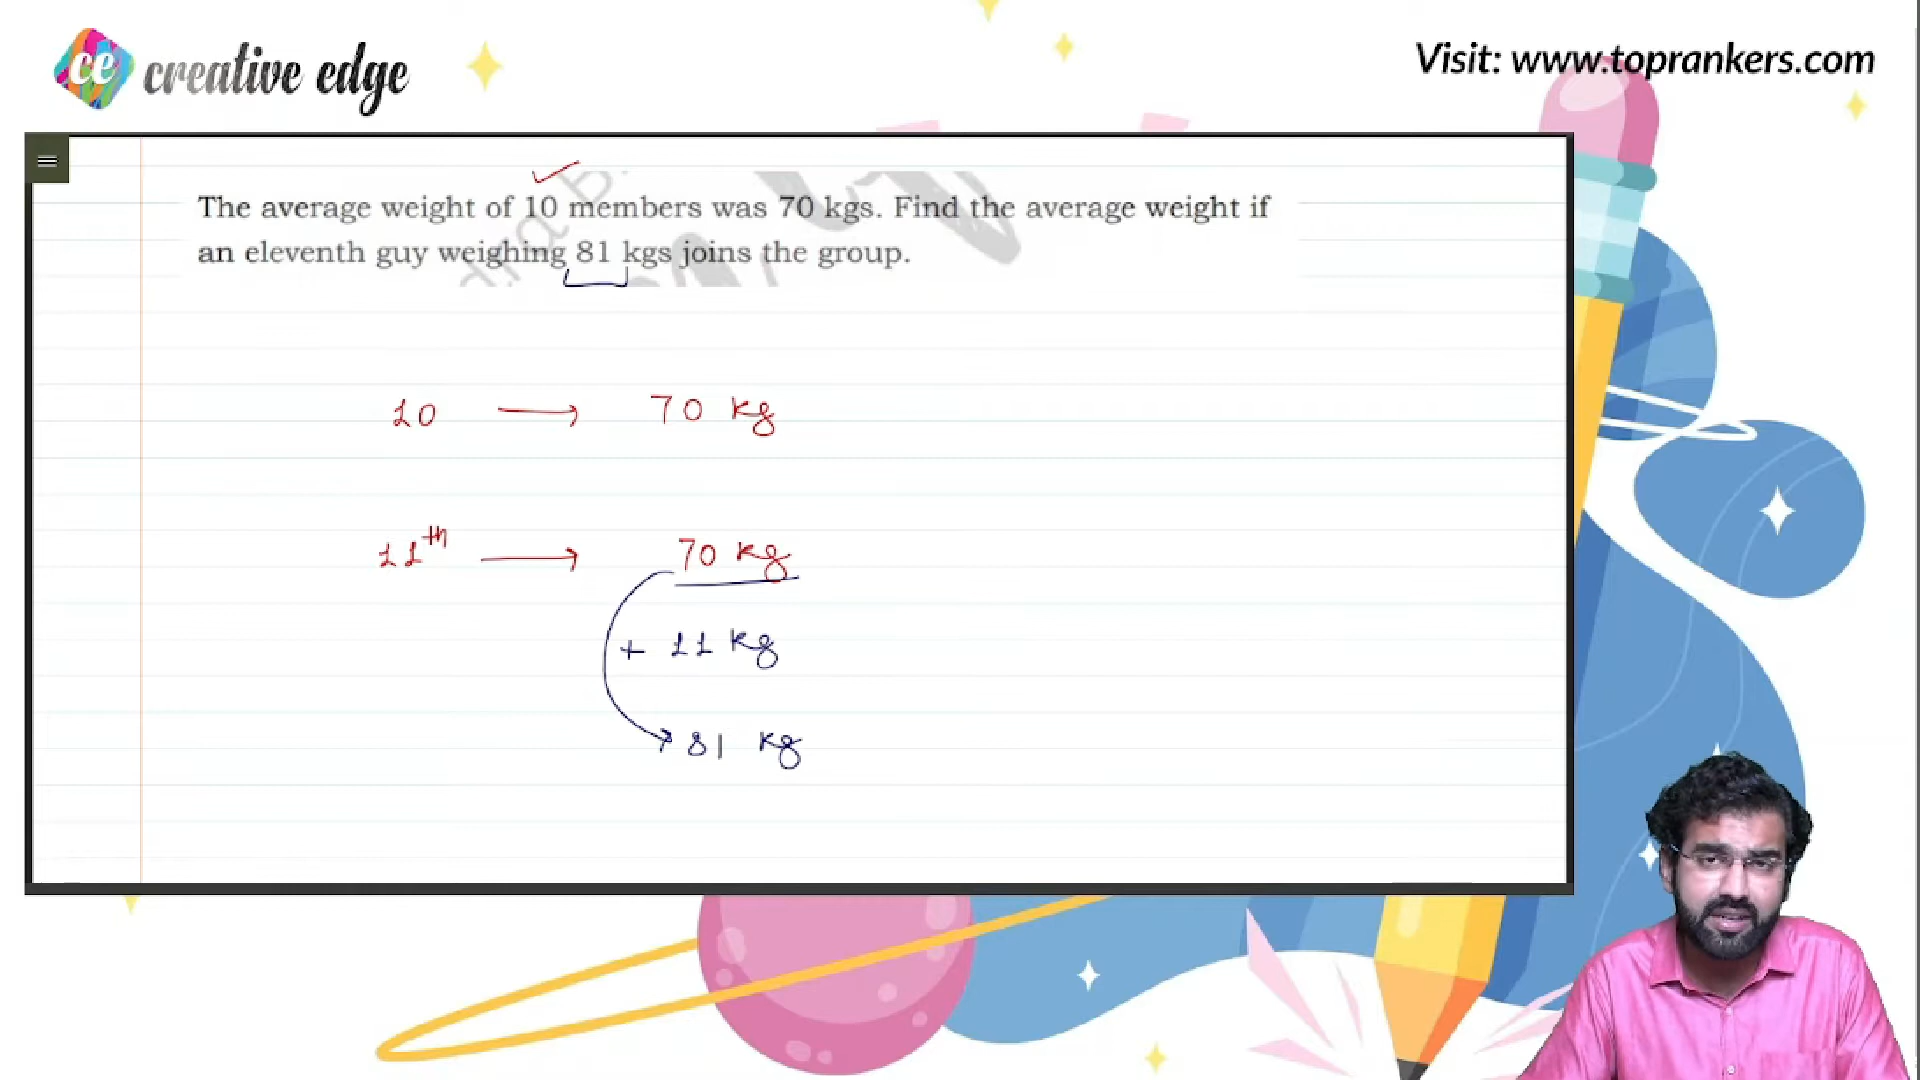 ce creative edge
Visit: www.toprankers.com
The average weight of 10 members was 70 kgs. Find the average weight if
an eleventh guy weighing 81 kgs joins the group.
10 → 70 kg
11th → 70 kg
+ 11 kg
81 kg